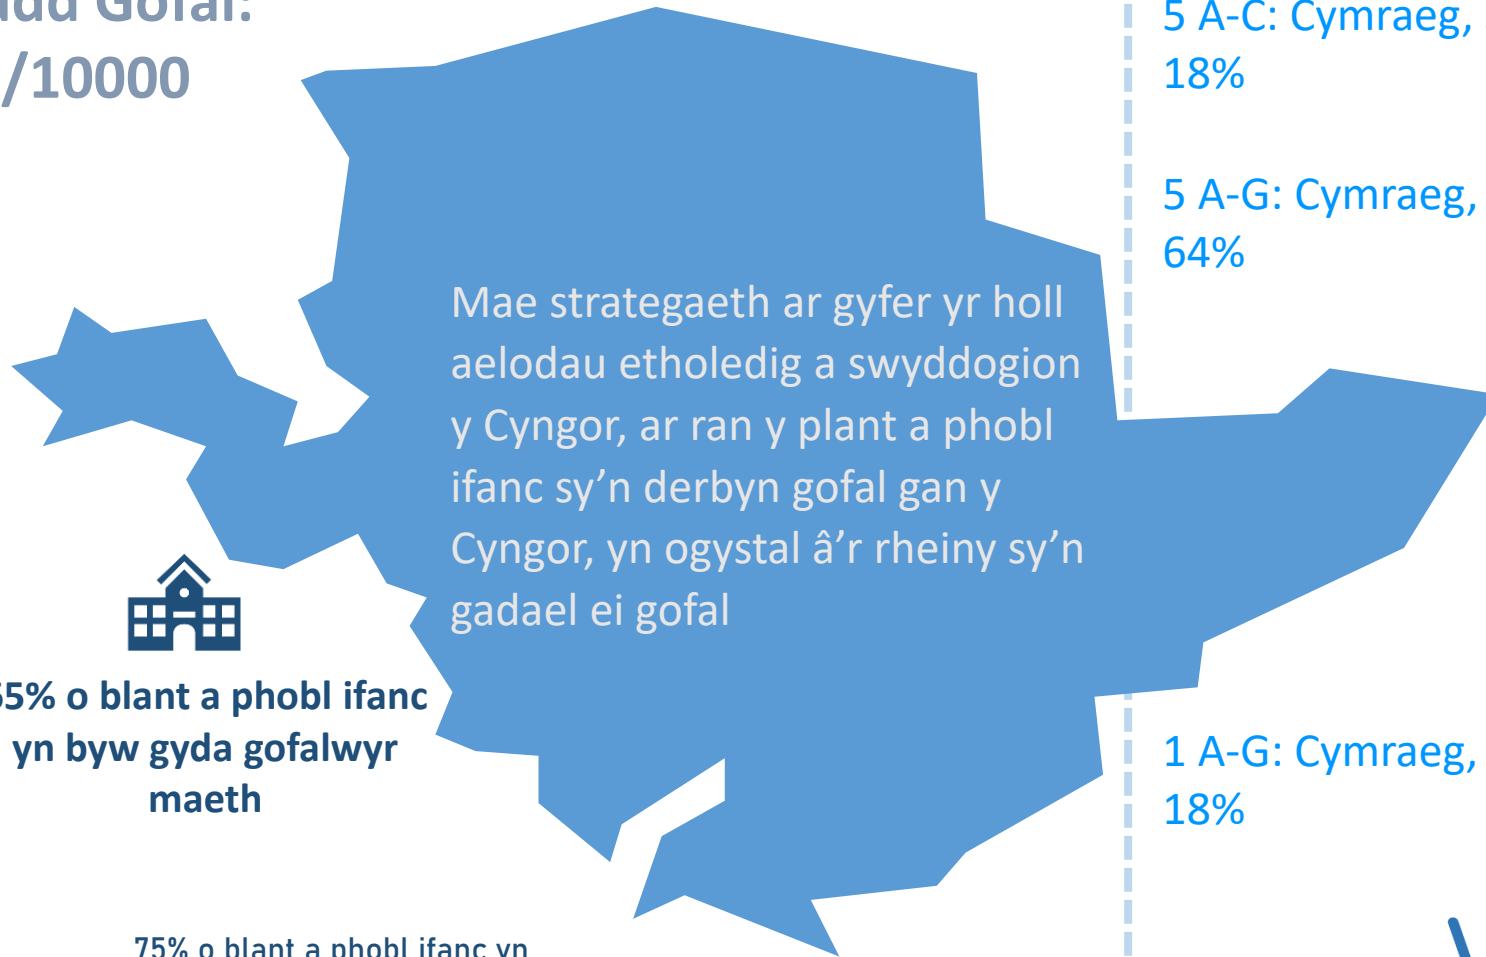 Gofal:
/10000
5 A-C: Cymraeg,
18%
5 A-G: Cymraeg,
64%
Mae strategaeth ar gyfer yr holl
aelodau etholedig a swyddogion
y Cyngor, ar ran y plant a phobl
ifanc sy’n derbyn gofal gan y
Cyngor, yn ogystal â’r rheiny sy’n
gadael ei gofal
5% o blant a phobl ifanc
yn byw gyda gofalwyr
maeth
1 A-G: Cymraeg,
18%
75% o blant a phobl ifanc yn